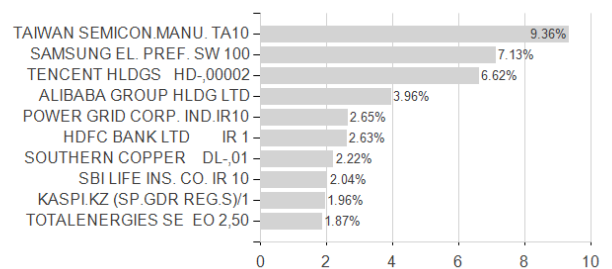 TAIWAN SEMICON.MANU. TA10 9.36%
SAMSUNG EL. PREF. SW 100 7.13%
TENCENT HLDGS HD-,00002 6.62%
ALIBABA GROUP HLDG LTD 3.96%
POWER GRID CORP. IND.IR10 2.65%
HDFC BANK LTD IR 1 2.63%
SOUTHERN COPPER DL-,01 2.22%
SBI LIFE INS. CO. IR 10 2.04%
KASPI.KZ (SP.GDR REG.S)/1 1.96%
TOTALENERGIES SE EO 2,50 1.87%
0 2 4 6 8 10